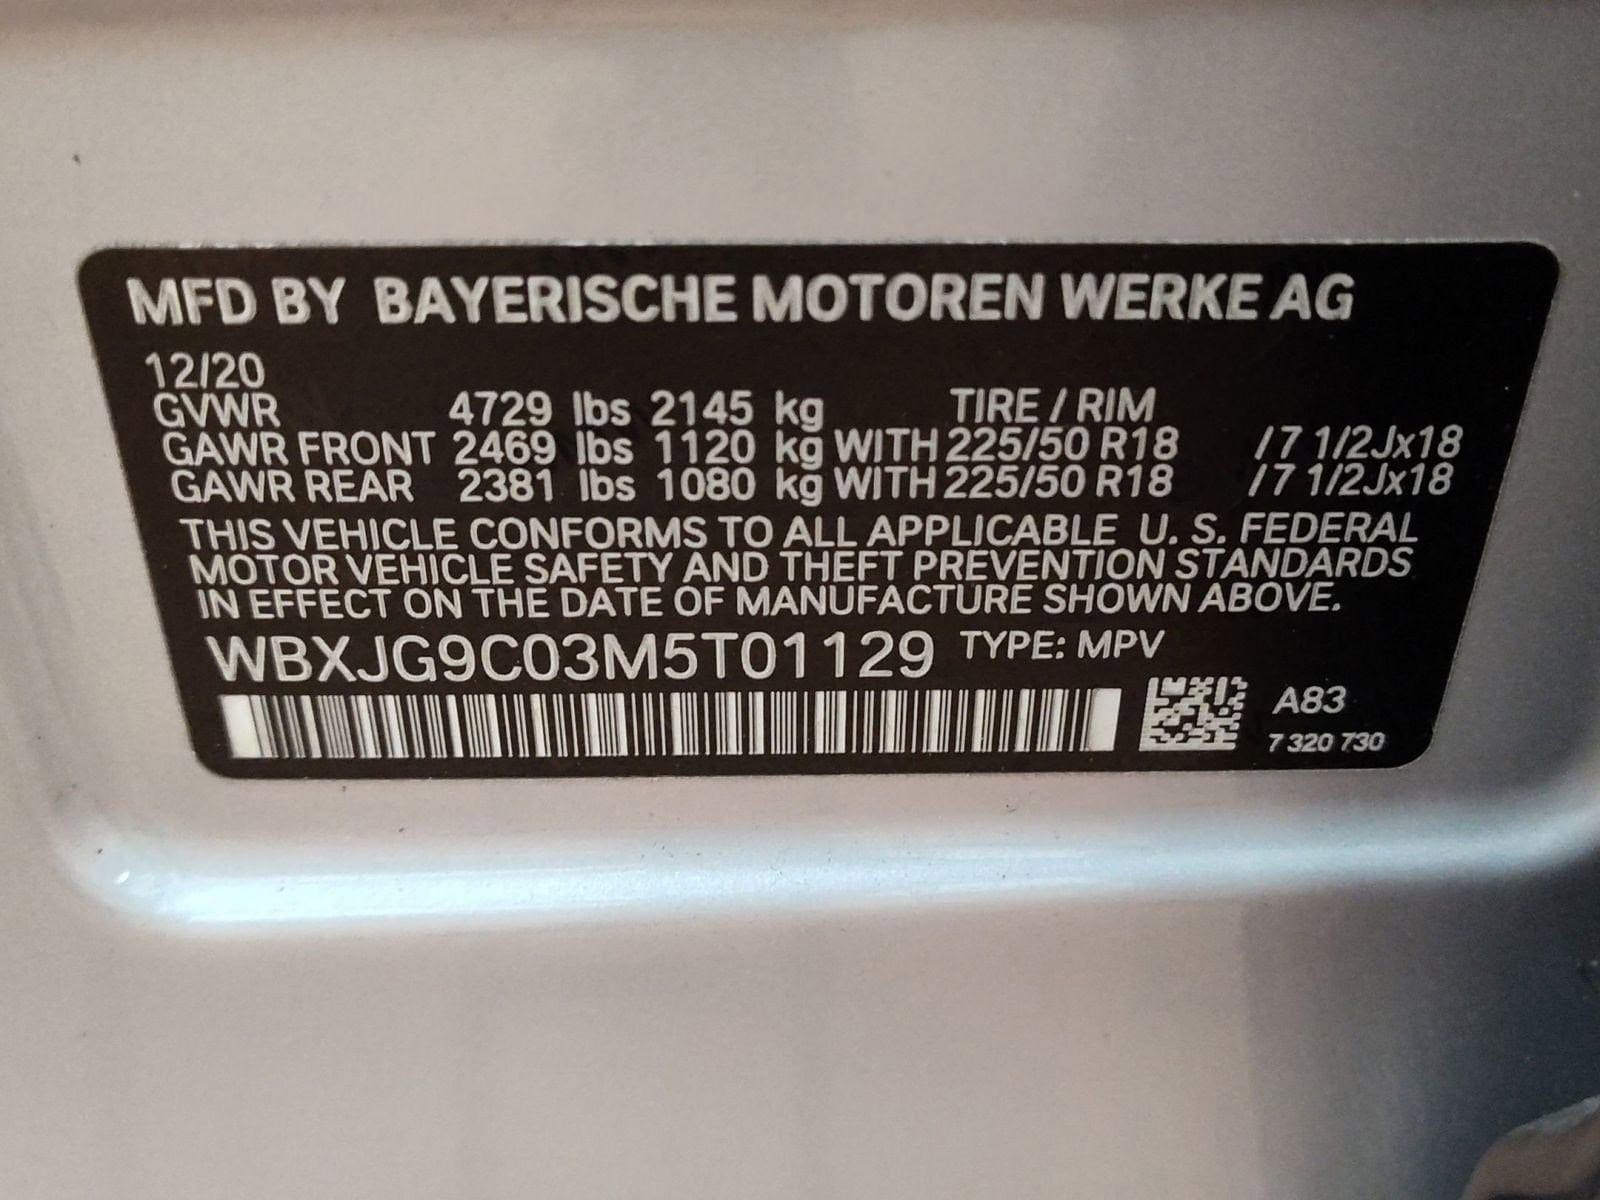 MFD BY BAYERISCHE MOTOREN WERKE AG
12/20
GVWR 4729 lbs 2145 kg TIRE / RIM
GAWR FRONT 2469 lbs 1120 kg WITH 225/50 R18 /7 1/2Jx18
GAWR REAR 2381 lbs 1080 kg WITH 225/50 R18 /7 1/2Jx18
THIS VEHICLE CONFORMS TO ALL APPLICABLE U. S. FEDERAL
MOTOR VEHICLE SAFETY AND THEFT PREVENTION STANDARDS
IN EFFECT ON THE DATE OF MANUFACTURE SHOWN ABOVE.
WBXJG9C03M5T01129 TYPE: MPV
A83
7 320 730